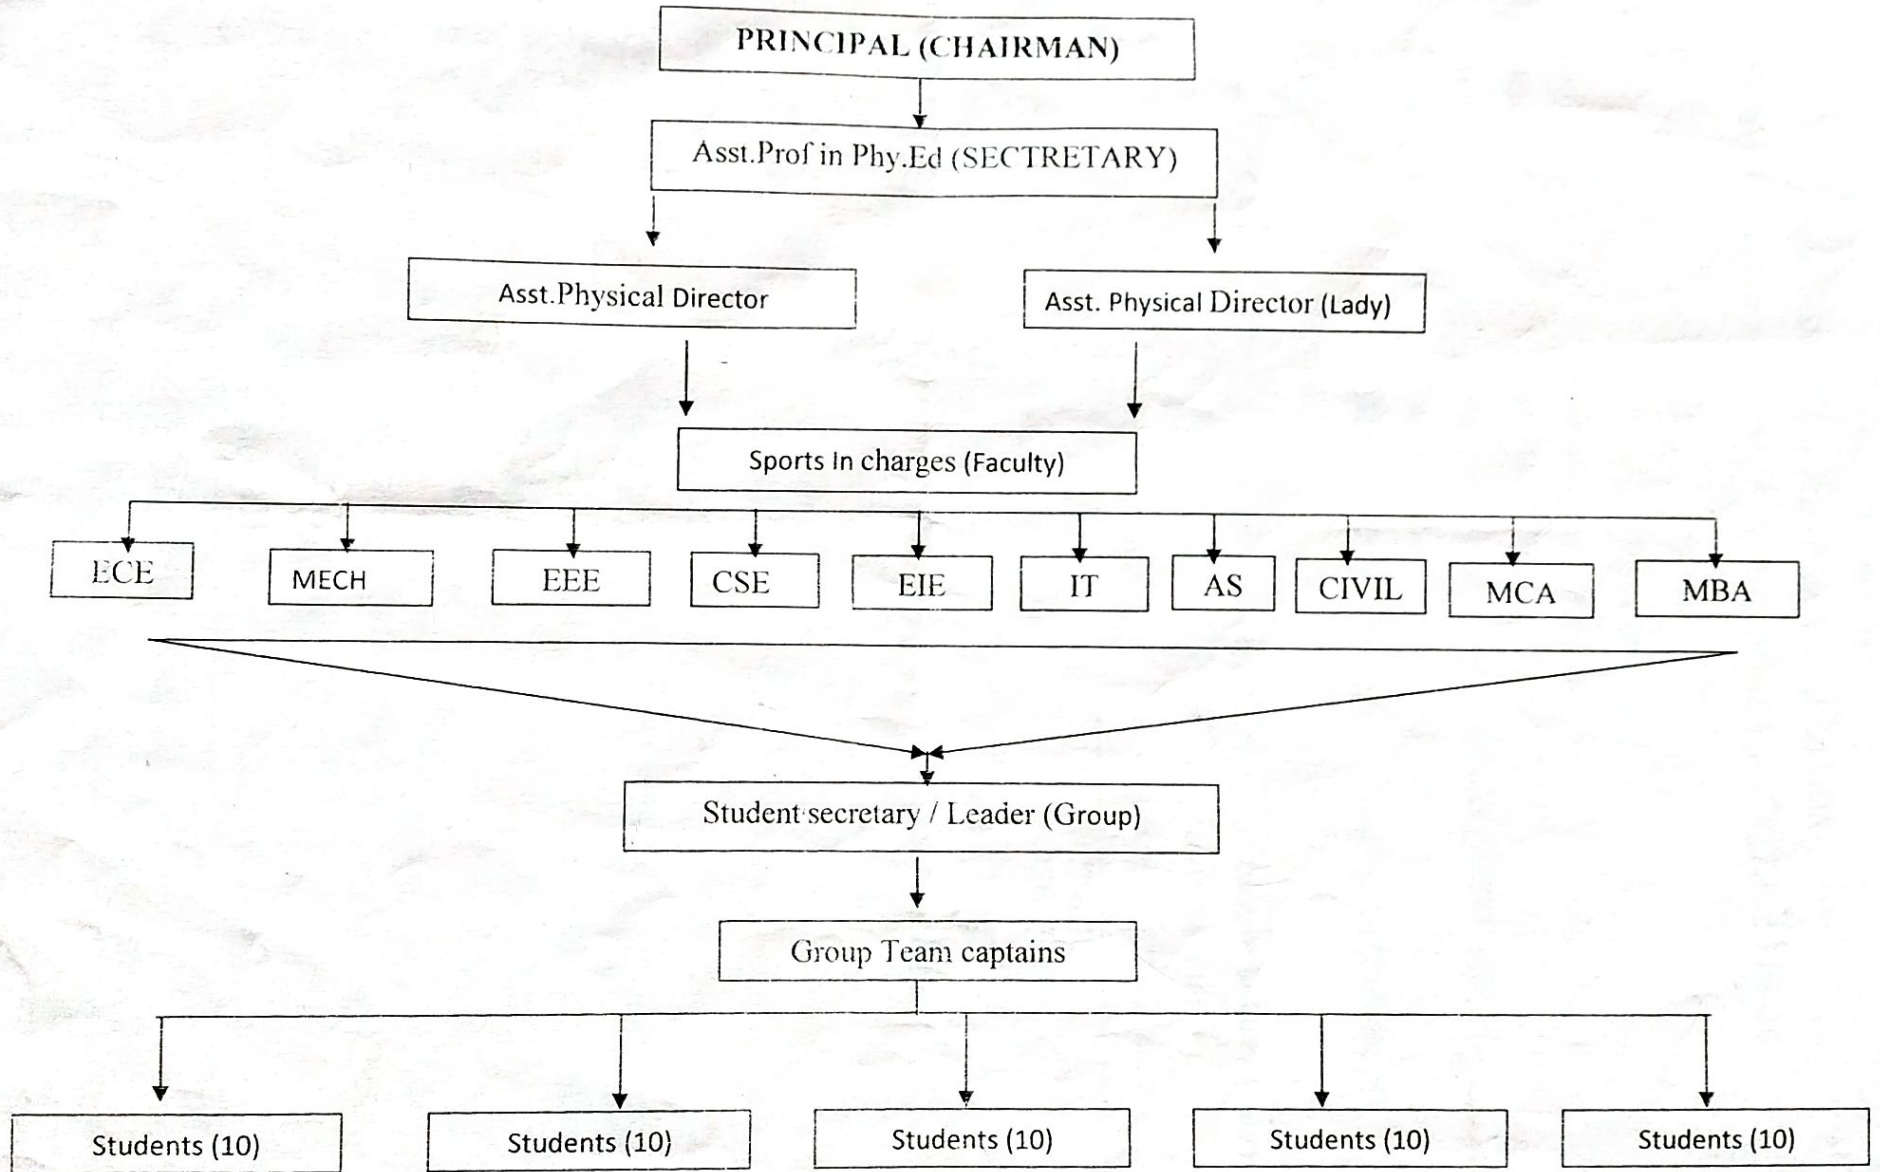 PRINCIPAL (CHAIRMAN)
Asst.Prof in Phy.Ed (SECTRETARY)
Asst.Physical Director
Asst. Physical Director (Lady)
Sports In charges (Faculty)
ECE
MECH
EEE
CSE
EIE
IT
AS
CIVIL
MCA
MBA
Student secretary / Leader (Group)
Group Team captains
Students (10)
Students (10)
Students (10)
Students (10)
Students (10)